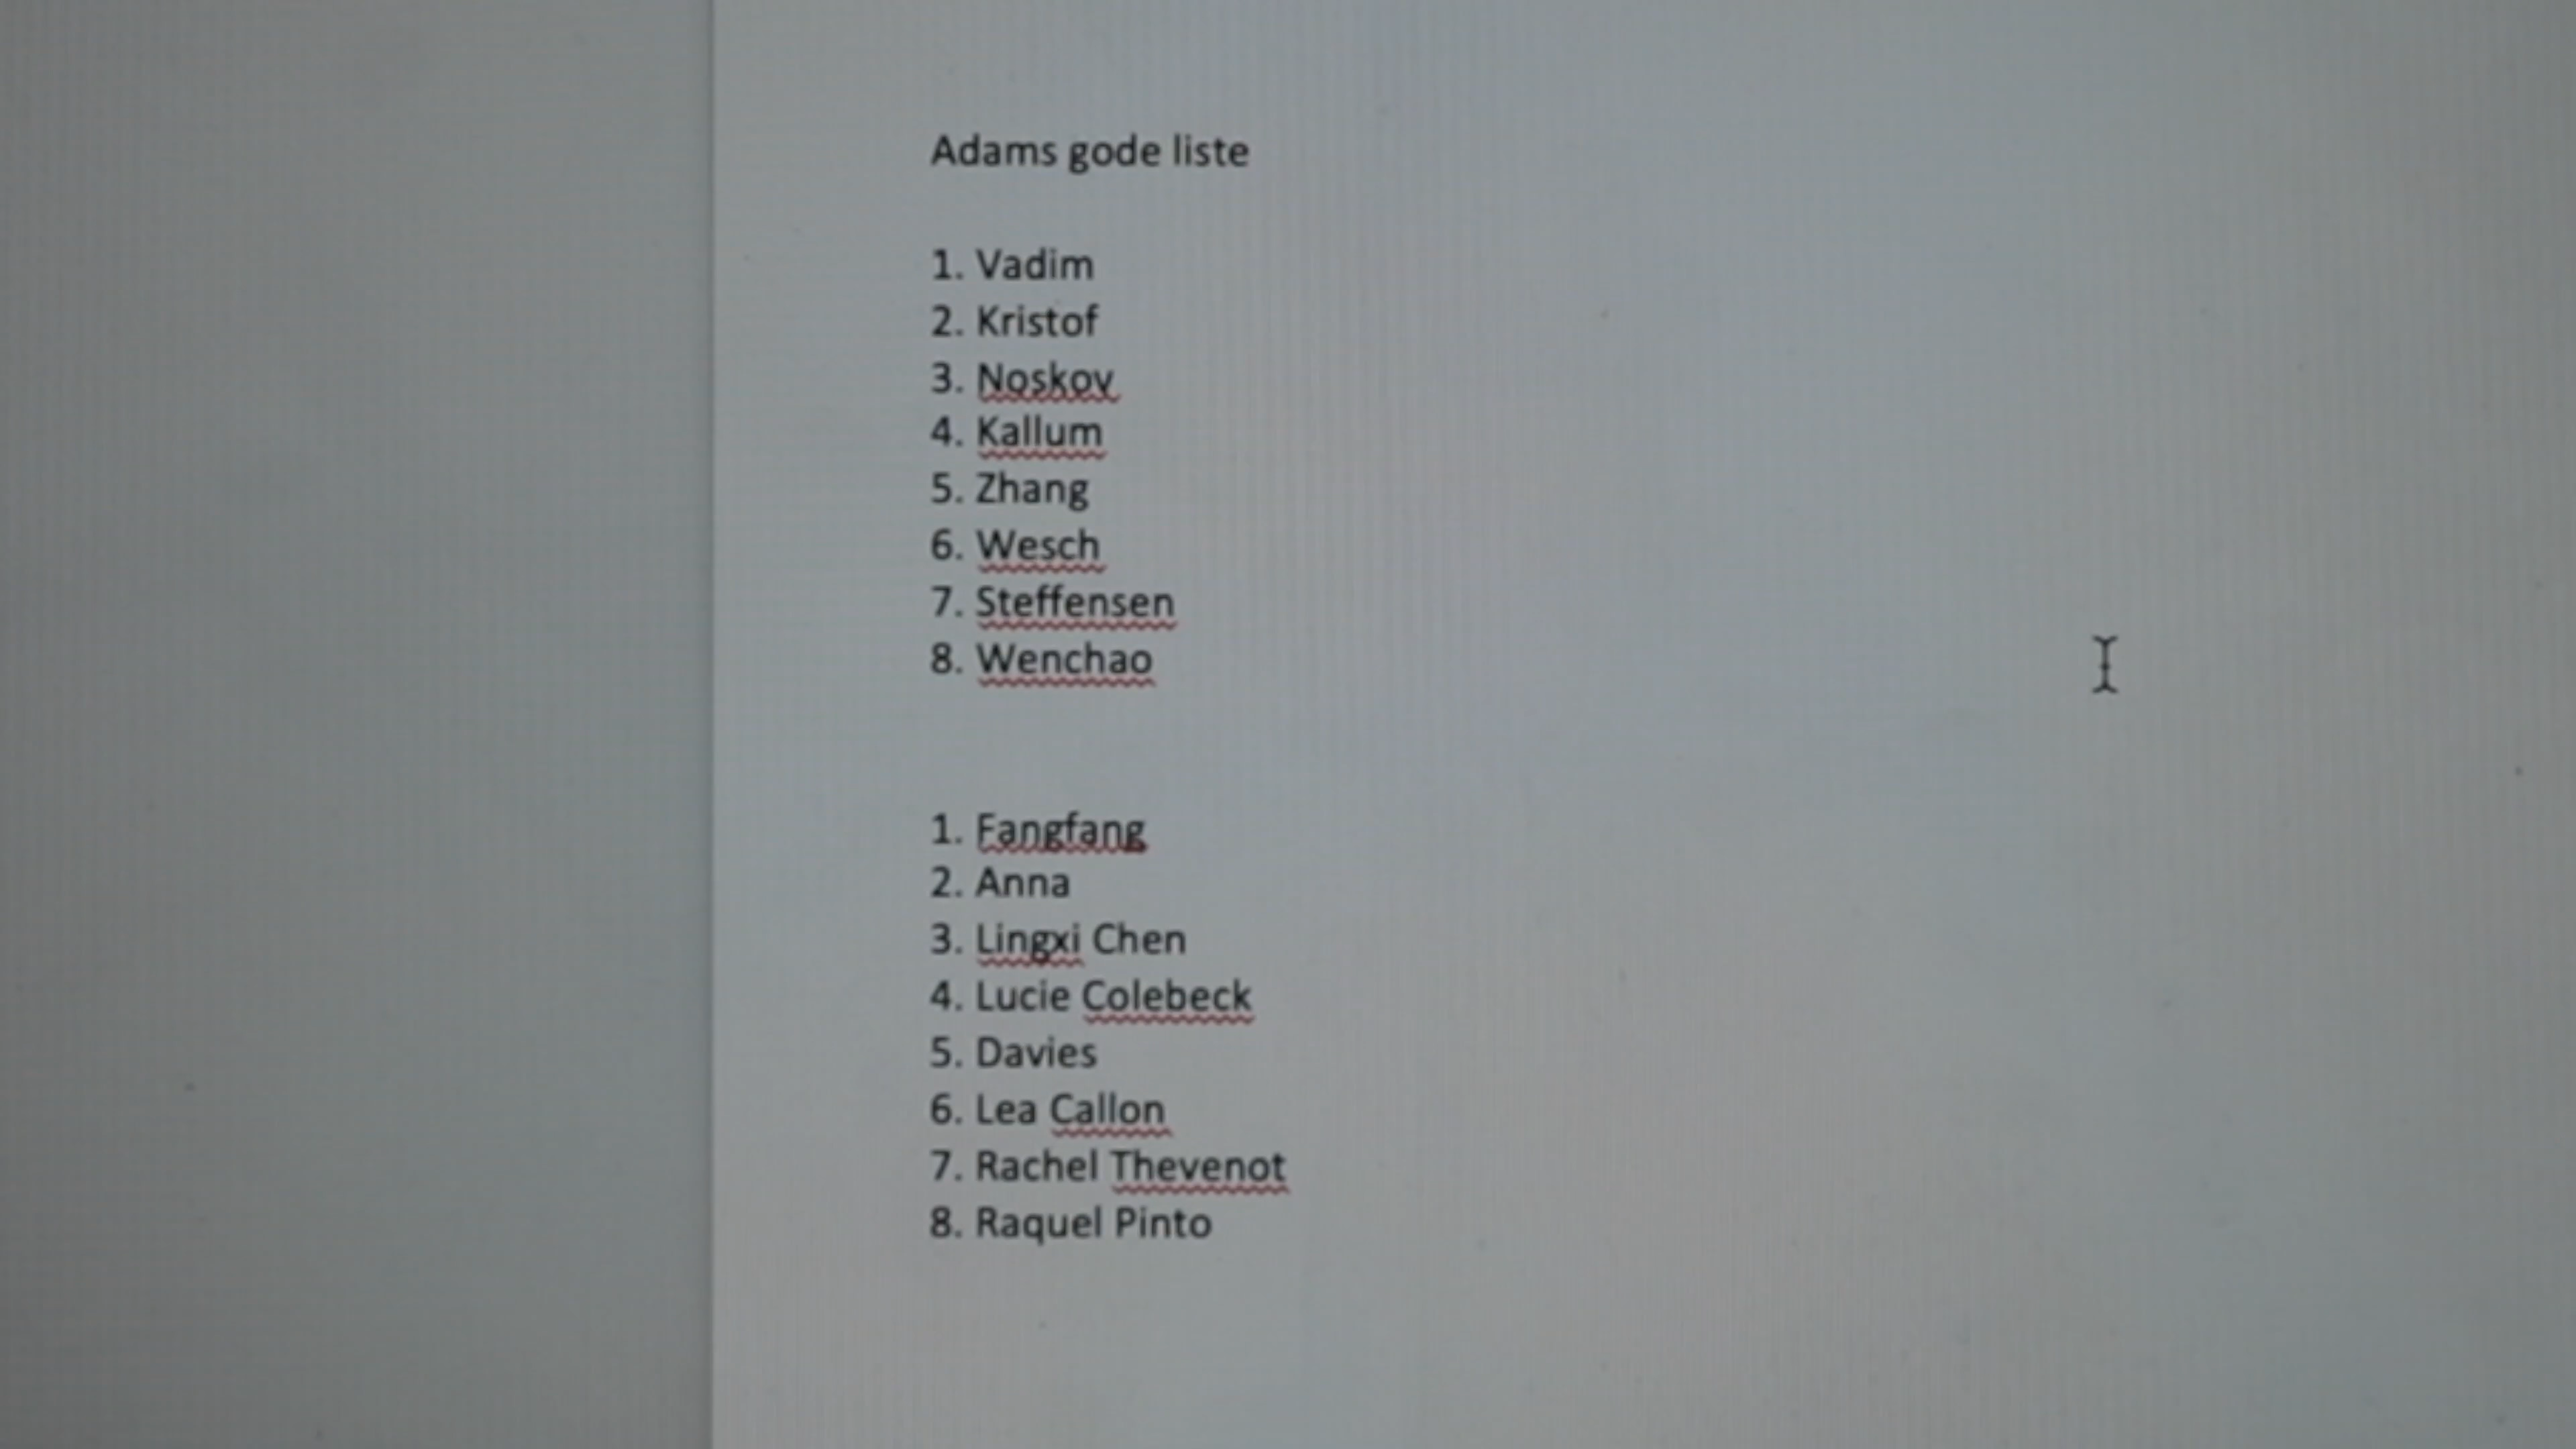 Adams gode liste
1. Vadim
2. Kristof
3. Noskov
4. Kallum
5. Zhang
6. Wesch
7. Steffensen
8. Wenchao
1. Fangfang
2. Anna
3. Lingxi Chen
4. Lucie Colebeck
5. Davies
6. Lea Callon
7. Rachel Thevenot
8. Raquel Pinto